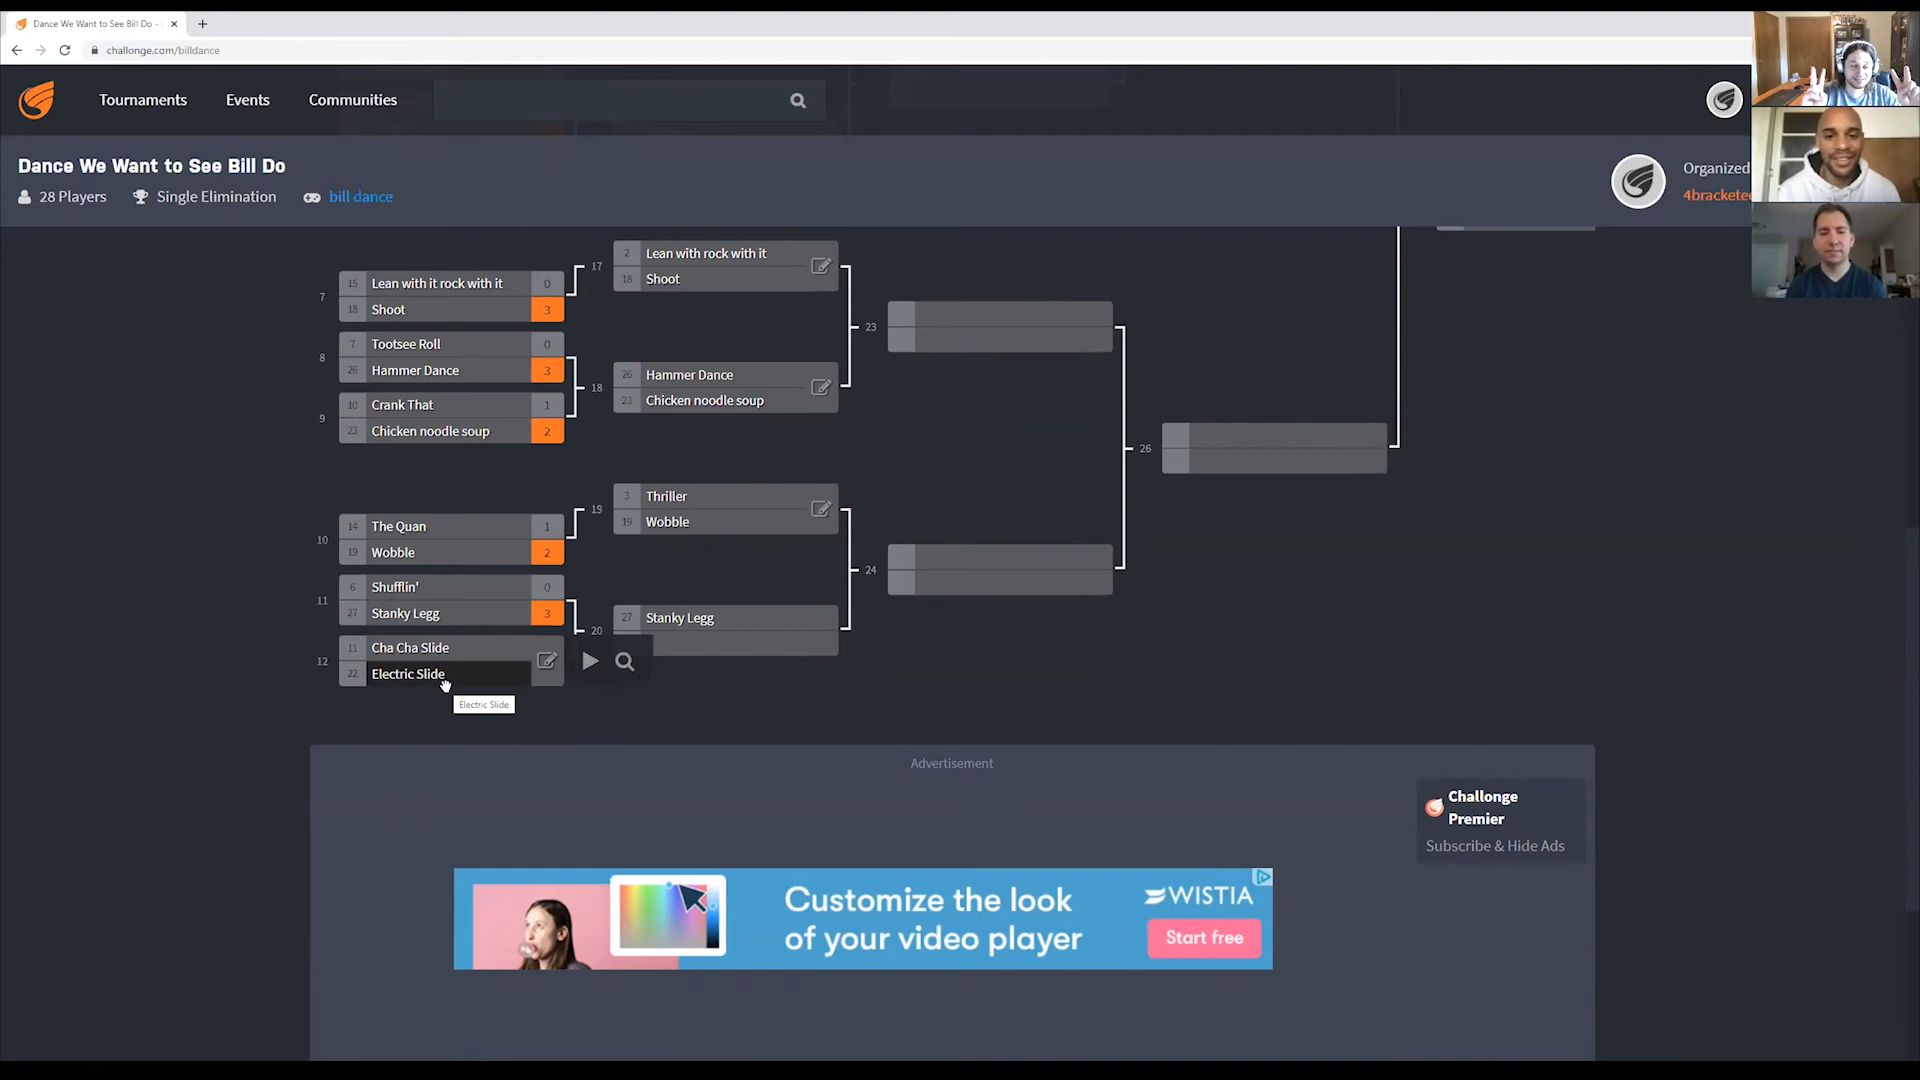 Dance We Want to See Bill Do -
challonge.com/billdance
Tournaments
Events
Communities
Dance We Want to See Bill Do
28 Players
Single Elimination
bill dance
Organized
4bracketed
7
15 Lean with it rock with it 0
18 Shoot 3
8
7 Tootsee Roll 0
26 Hammer Dance 3
9
10 Crank That 1
23 Chicken noodle soup 2
10
14 The Quan 1
19 Wobble 2
11
6 Shufflin' 0
27 Stanky Legg 3
12
11 Cha Cha Slide
22 Electric Slide
Electric Slide
17
2 Lean with rock with it
18 Shoot
18
26 Hammer Dance
23 Chicken noodle soup
19
3 Thriller
19 Wobble
20
27 Stanky Legg
23
24
26
Advertisement
Challonge
Premier
Subscribe & Hide Ads
Customize the look
of your video player
WISTIA
Start free